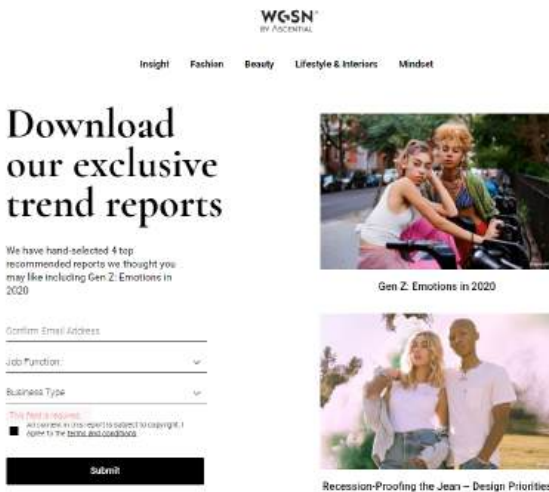 WGSN
BY ASCENTIAL
Insight Fashion Beauty Lifestyle & Interiors Mindset
Download
our exclusive
trend reports
We have hand-selected 4 top
recommended reports we thought you
may like including Gen Z: Emotions in
2020
Confirm Email Address
Job Function
Business Type
This field is required.
All content in this report is subject to copyright. I
agree to the terms and conditions
Submit
Gen Z: Emotions in 2020
Recession-Proofing the Jean – Design Priorities